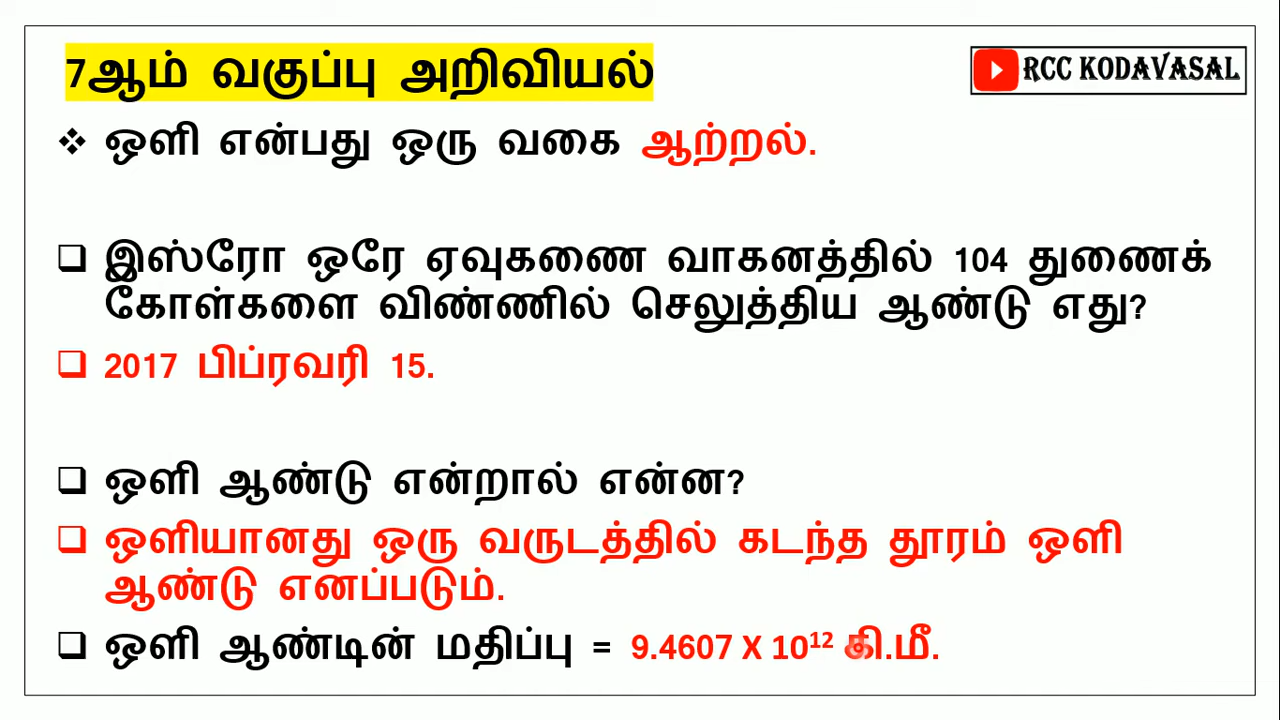 7ஆம் வகுப்பு அறிவியல்
RCC KODAVASAL
❖ ஒளி என்பது ஒரு வகை ஆற்றல்.
❑ இஸ்ரோ ஒரே ஏவுகணை வாகனத்தில் 104 துணைக்
கோள்களை விண்ணில் செலுத்திய ஆண்டு எது?
❑ 2017 பிப்ரவரி 15.
❑ ஒளி ஆண்டு என்றால் என்ன?
❑ ஒளியானது ஒரு வருடத்தில் கடந்த தூரம் ஒளி
ஆண்டு எனப்படும்.
❑ ஒளி ஆண்டின் மதிப்பு = 9.4607 X 10¹² கி.மீ.